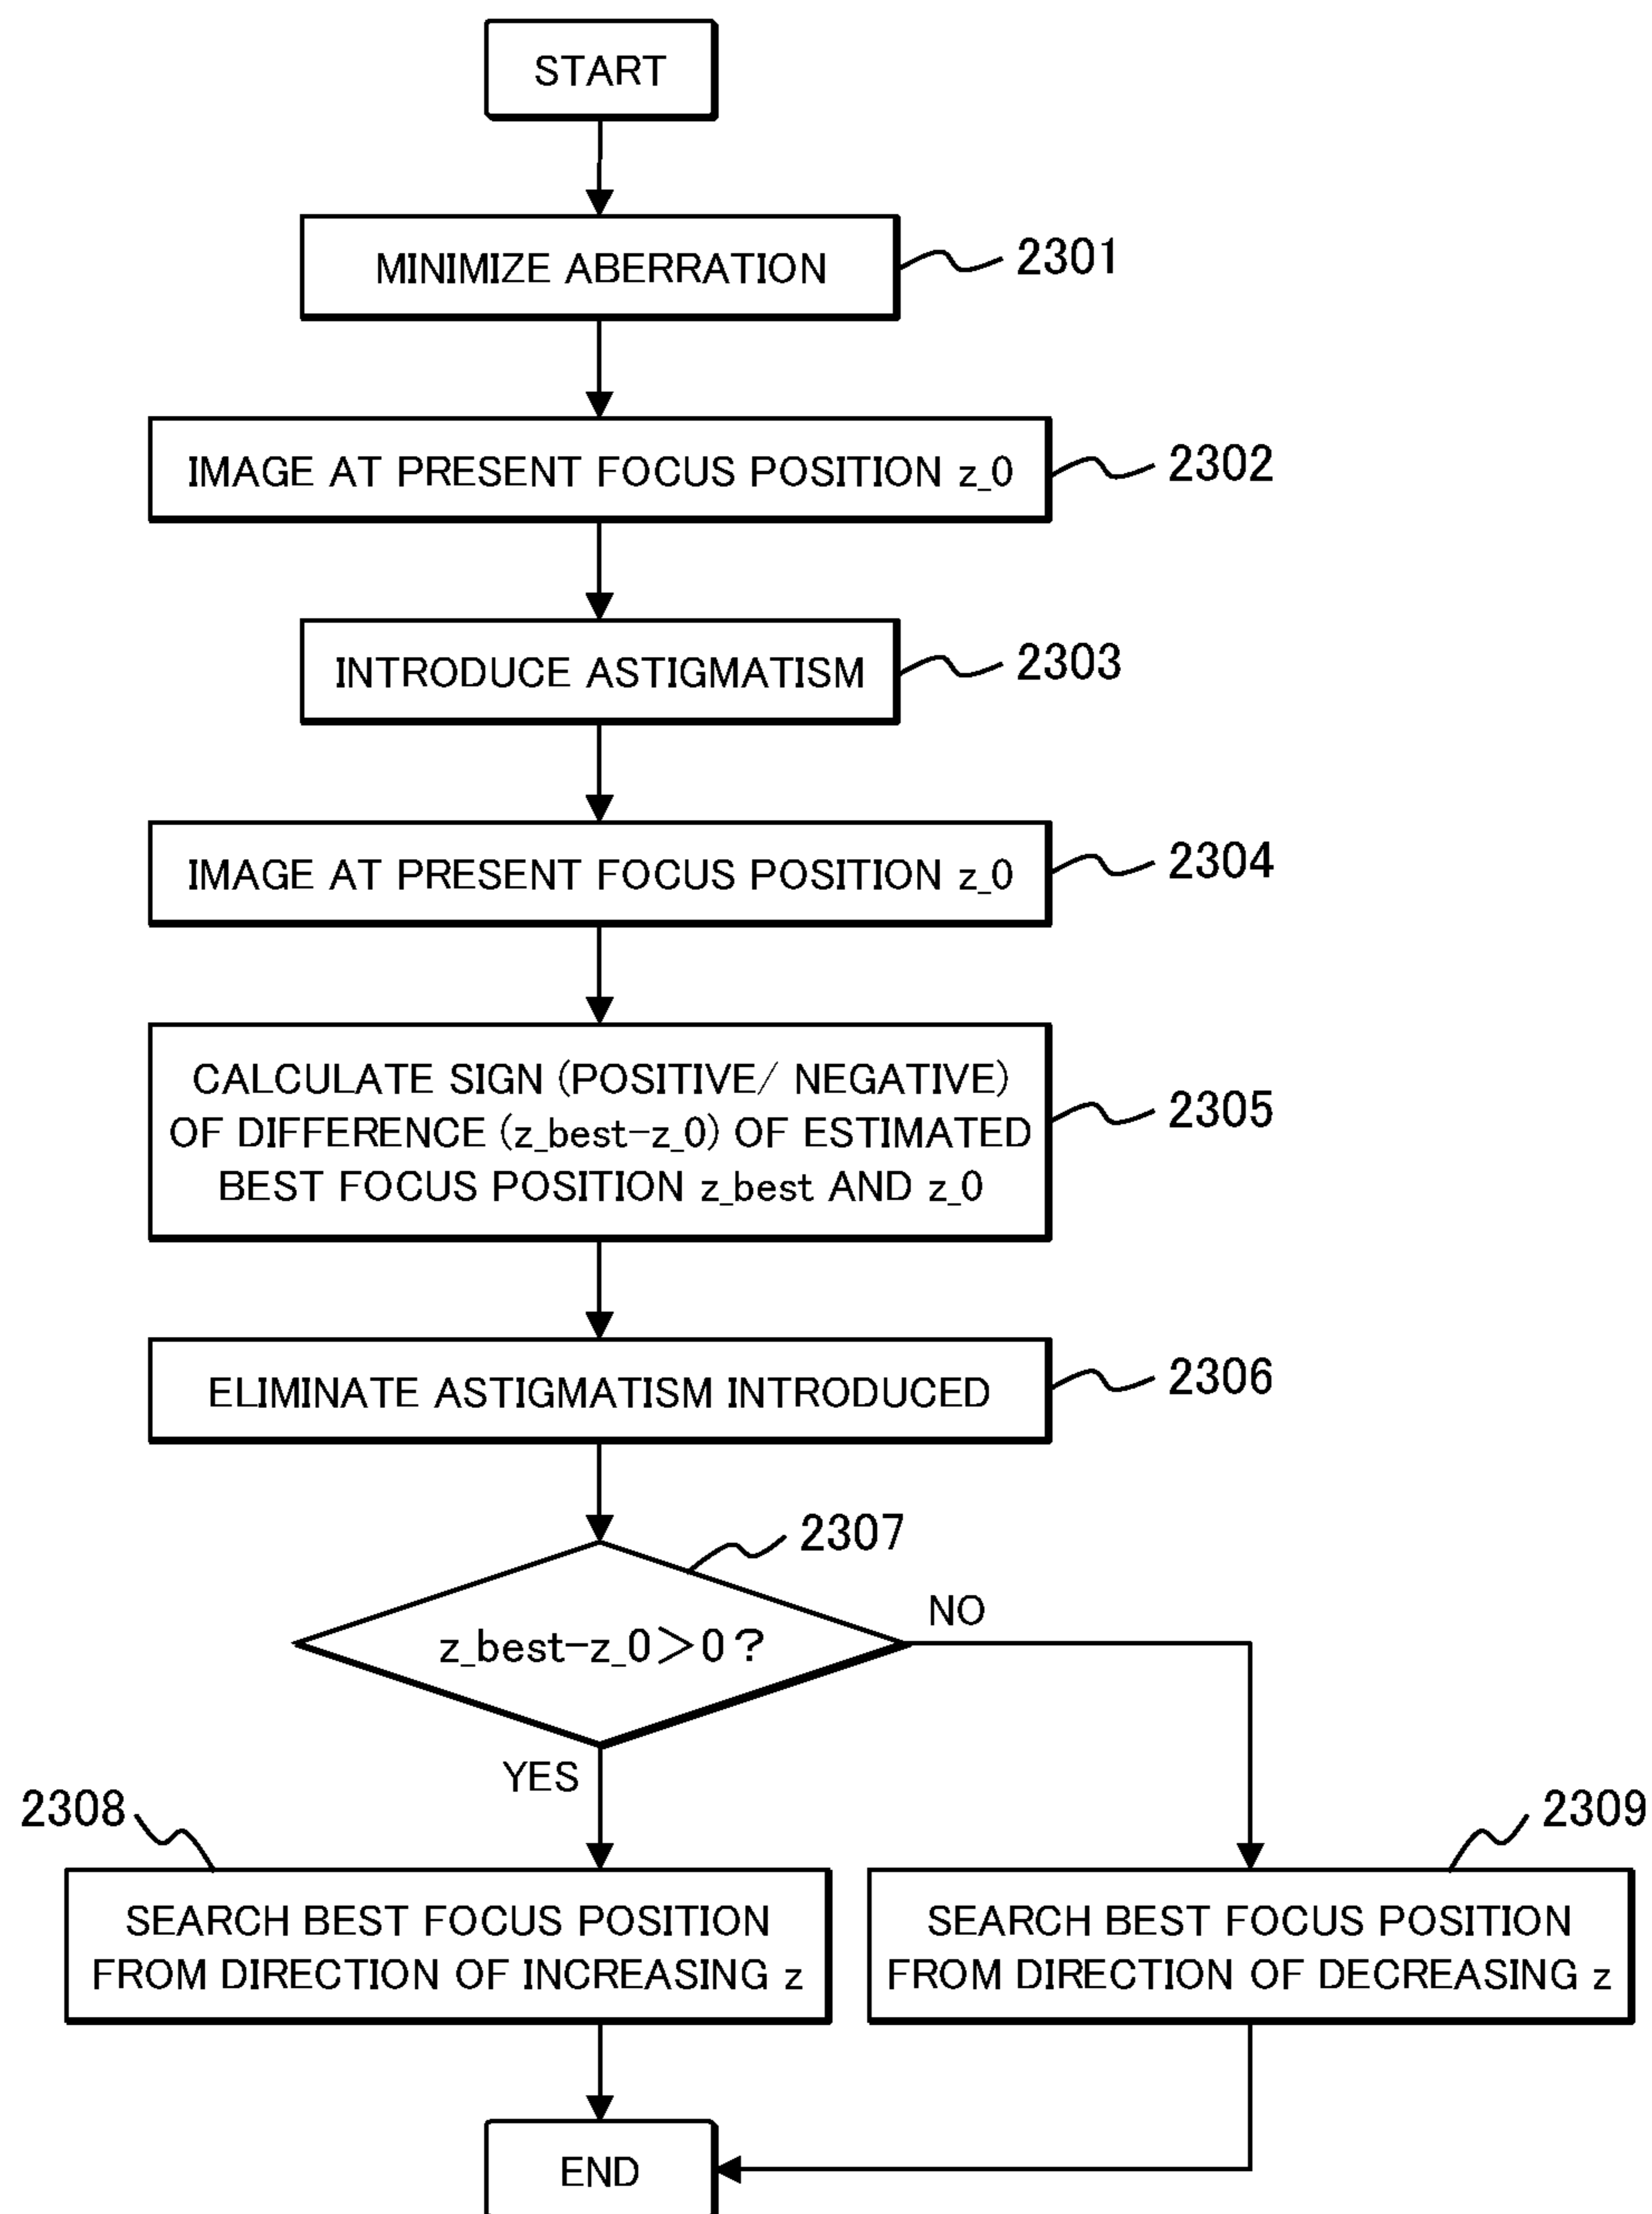 START
MINIMIZE ABERRATION
2301
IMAGE AT PRESENT FOCUS POSITION z_0
2302
INTRODUCE ASTIGMATISM
2303
IMAGE AT PRESENT FOCUS POSITION z_0
2304
CALCULATE SIGN (POSITIVE/ NEGATIVE)
OF DIFFERENCE (z_best-z_0) OF ESTIMATED
BEST FOCUS POSITION z_best AND z_0
2305
ELIMINATE ASTIGMATISM INTRODUCED
2306
2307
z_best-z_0>0?
NO
YES
2308
2309
SEARCH BEST FOCUS POSITION
FROM DIRECTION OF INCREASING z
SEARCH BEST FOCUS POSITION
FROM DIRECTION OF DECREASING z
END